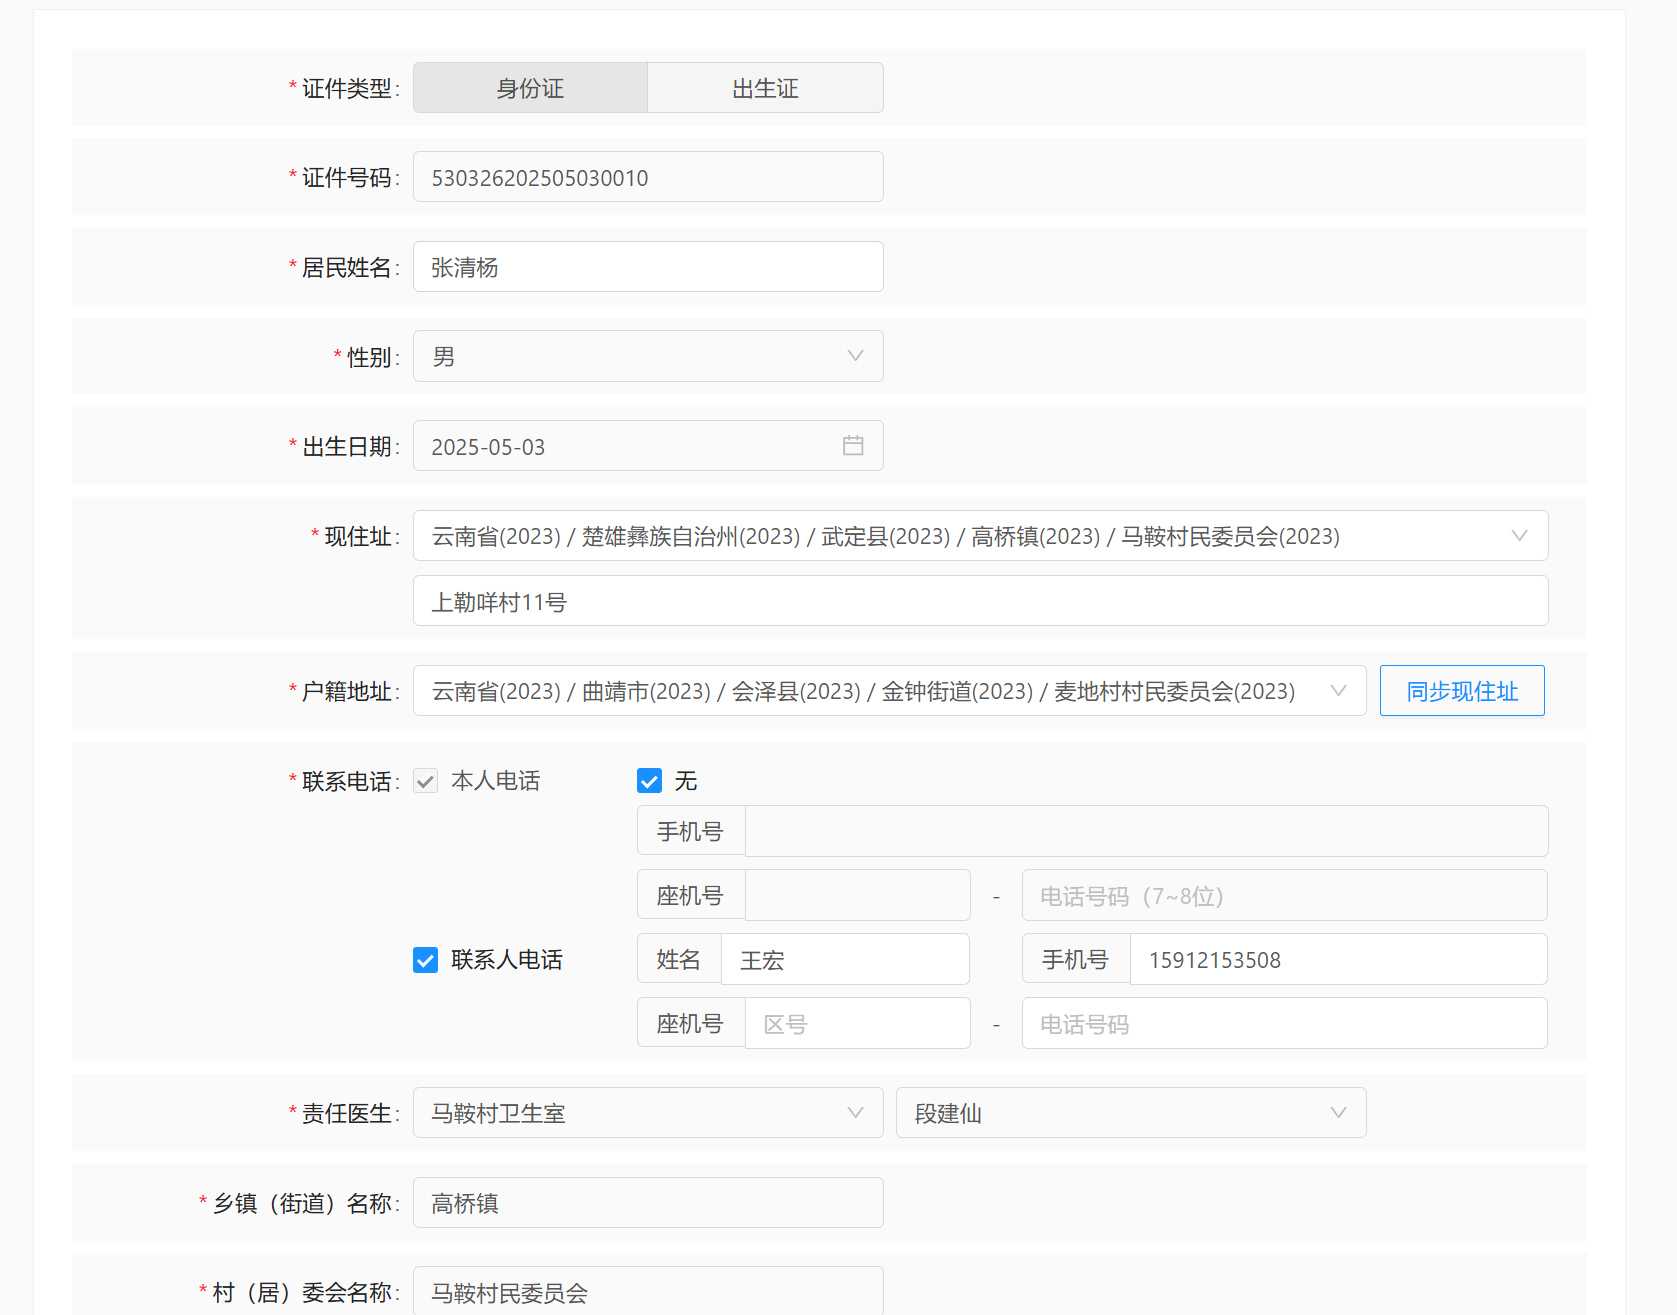 * 证件类型: 身份证 出生证
* 证件号码: 530326202505030010
* 居民姓名: 张清杨
* 性别: 男
* 出生日期: 2025-05-03
* 现住址: 云南省(2023) / 楚雄彝族自治州(2023) / 武定县(2023) / 高桥镇(2023) / 马鞍村民委员会(2023)
上勒咩村11号
* 户籍地址: 云南省(2023) / 曲靖市(2023) / 会泽县(2023) / 金钟街道(2023) / 麦地村村民委员会(2023) 同步现住址
* 联系电话: 本人电话 无
手机号
座机号 - 电话号码（7~8位）
联系人电话 姓名 王宏 手机号 15912153508
座机号 区号 - 电话号码
* 责任医生: 马鞍村卫生室 段建仙
* 乡镇（街道）名称: 高桥镇
* 村（居）委会名称: 马鞍村民委员会